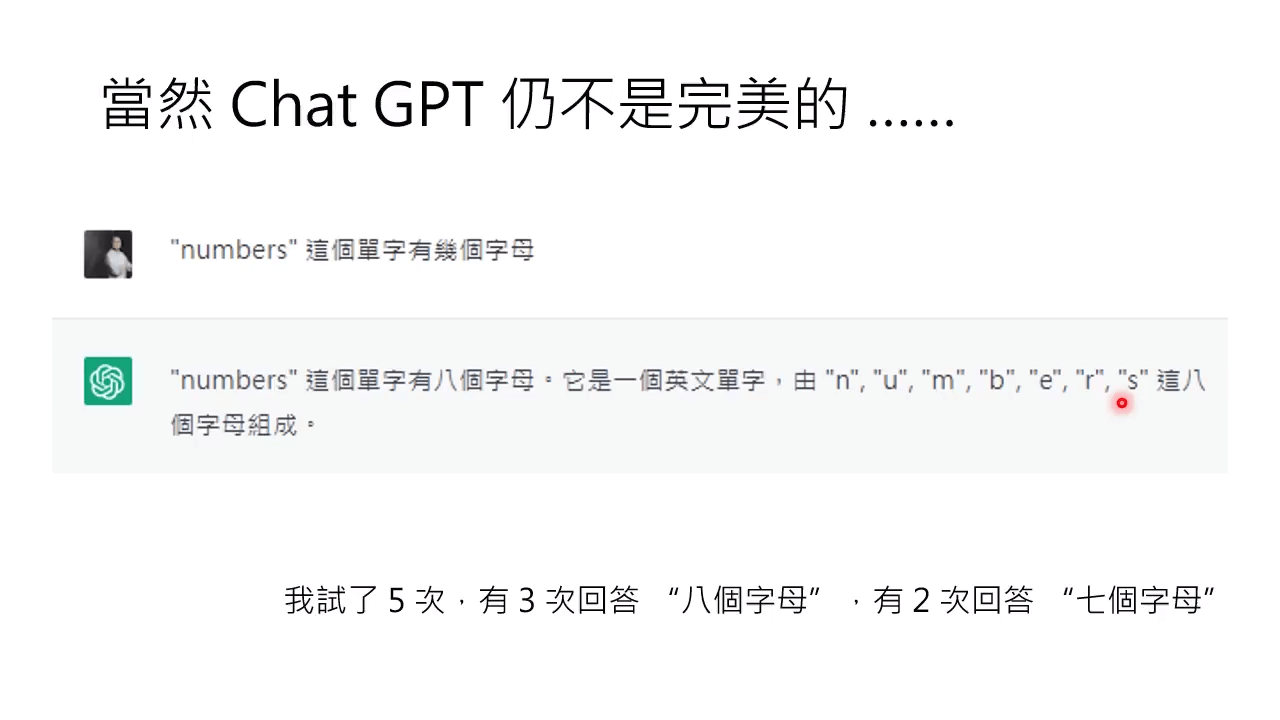 當然 Chat GPT 仍不是完美的 ……
"numbers" 這個單字有幾個字母
"numbers" 這個單字有八個字母。它是一個英文單字，由 "n", "u", "m", "b", "e", "r", "s" 這八
個字母組成。
我試了 5 次，有 3 次回答 “八個字母” ，有 2 次回答 “七個字母”